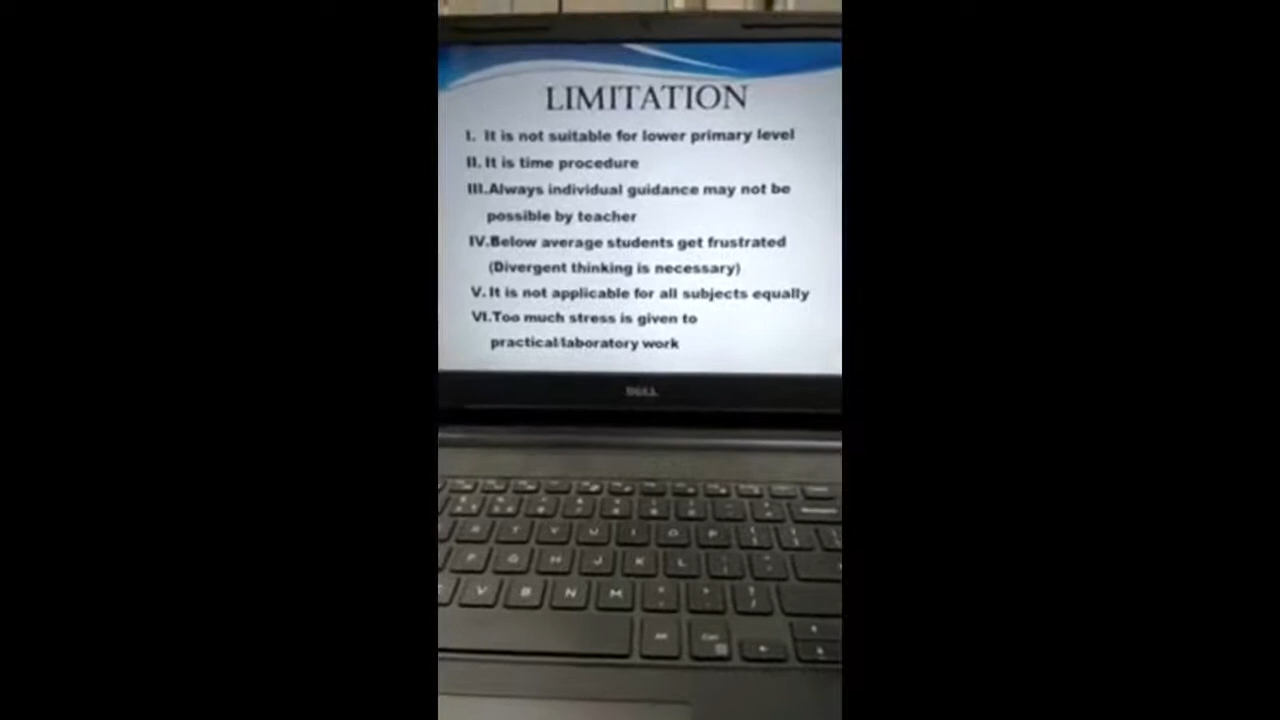 LIMITATION
I. It is not suitable for lower primary level
II. It is time procedure
III.Always individual guidance may not be
possible by teacher
IV.Below average students get frustrated
(Divergent thinking is necessary)
V. It is not applicable for all subjects equally
VI.Too much stress is given to
practical/laboratory work
DELL
T Y U I O P
G H J K L
V B N M